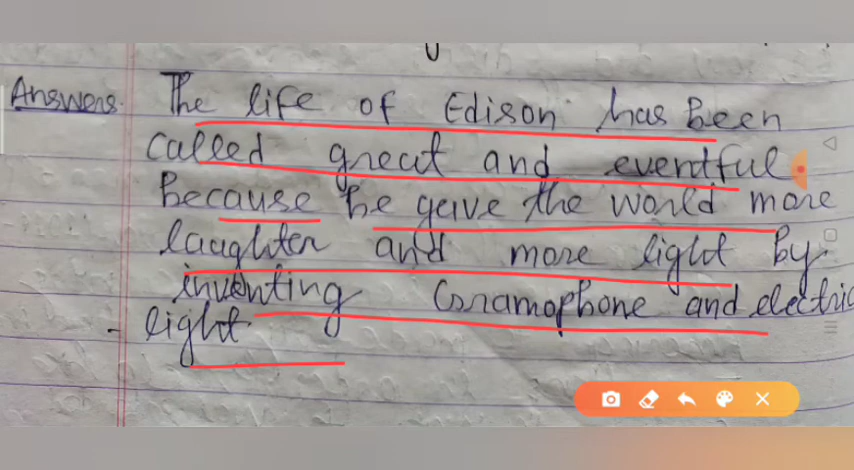 Answers. The life of Edison has been
called great and eventful
because he gave the world more
laughter and more light by
inventing Gramophone and electric
light